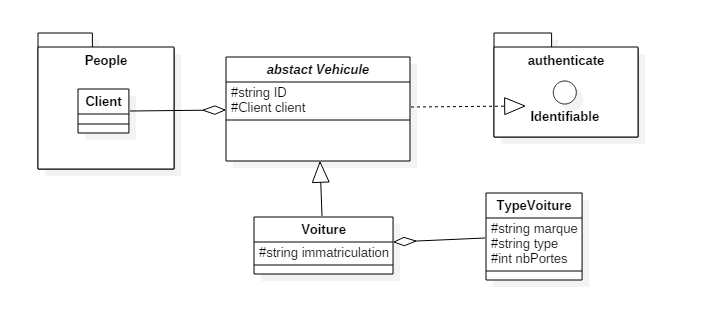 People
Client
abstact Vehicule
#string ID
#Client client
authenticate
Identifiable
Voiture
#string immatriculation
TypeVoiture
#string marque
#string type
#int nbPortes